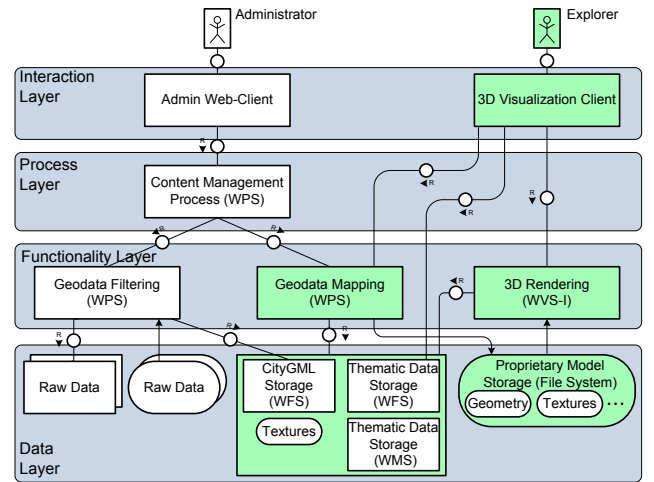 Administrator
Explorer
Interaction
Layer
Admin Web-Client
3D Visualization Client
R
R
R
R
Process
Layer
Content Management
Process (WPS)
R
R
Functionality Layer
Geodata Filtering
(WPS)
Geodata Mapping
(WPS)
3D Rendering
(WVS-I)
R
R
R
R
Raw Data
Raw Data
CityGML
Storage
(WFS)
Textures
Thematic Data
Storage
(WFS)
Thematic Data
Storage
(WMS)
Proprietary Model
Storage (File System)
Geometry
Textures
...
Data
Layer